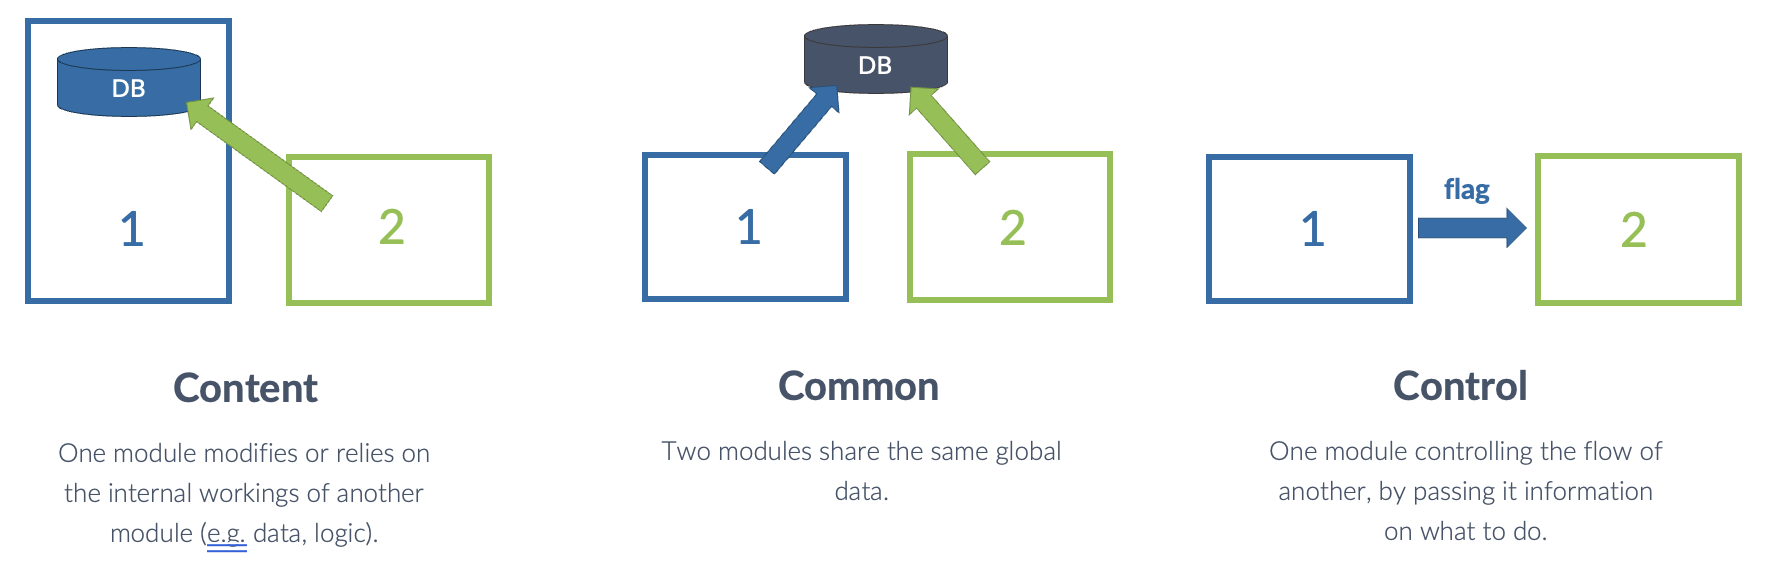 DB
1
2
Content
One module modifies or relies on
the internal workings of another
module (e.g. data, logic).
DB
1
2
Common
Two modules share the same global
data.
1
flag
2
Control
One module controlling the flow of
another, by passing it information
on what to do.